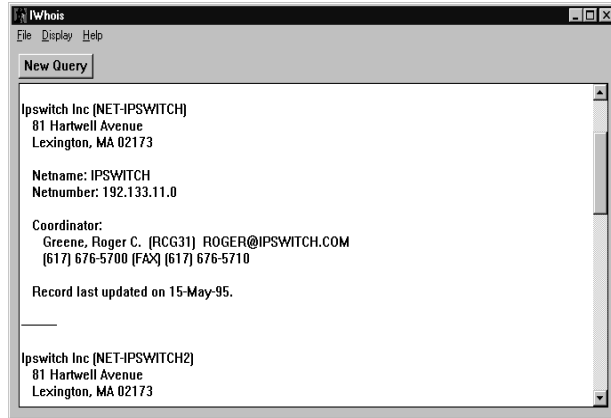 IWhois
File Display Help
New Query
Ipswitch Inc (NET-IPSWITCH)
81 Hartwell Avenue
Lexington, MA 02173
Netname: IPSWITCH
Netnumber: 192.133.11.0
Coordinator:
Greene, Roger C. (RCG31) ROGER@IPSWITCH.COM
(617) 676-5700 (FAX) (617) 676-5710
Record last updated on 15-May-95.
Ipswitch Inc (NET-IPSWITCH2)
81 Hartwell Avenue
Lexington, MA 02173